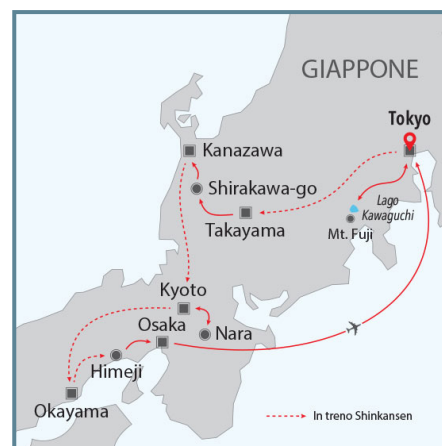 GIAPPONE
Tokyo
Kanazawa
Shirakawa-go
Takayama
Lago
Kawaguchi
Mt. Fuji
Kyoto
Osaka
Nara
Himeji
Okayama
In treno Shinkansen